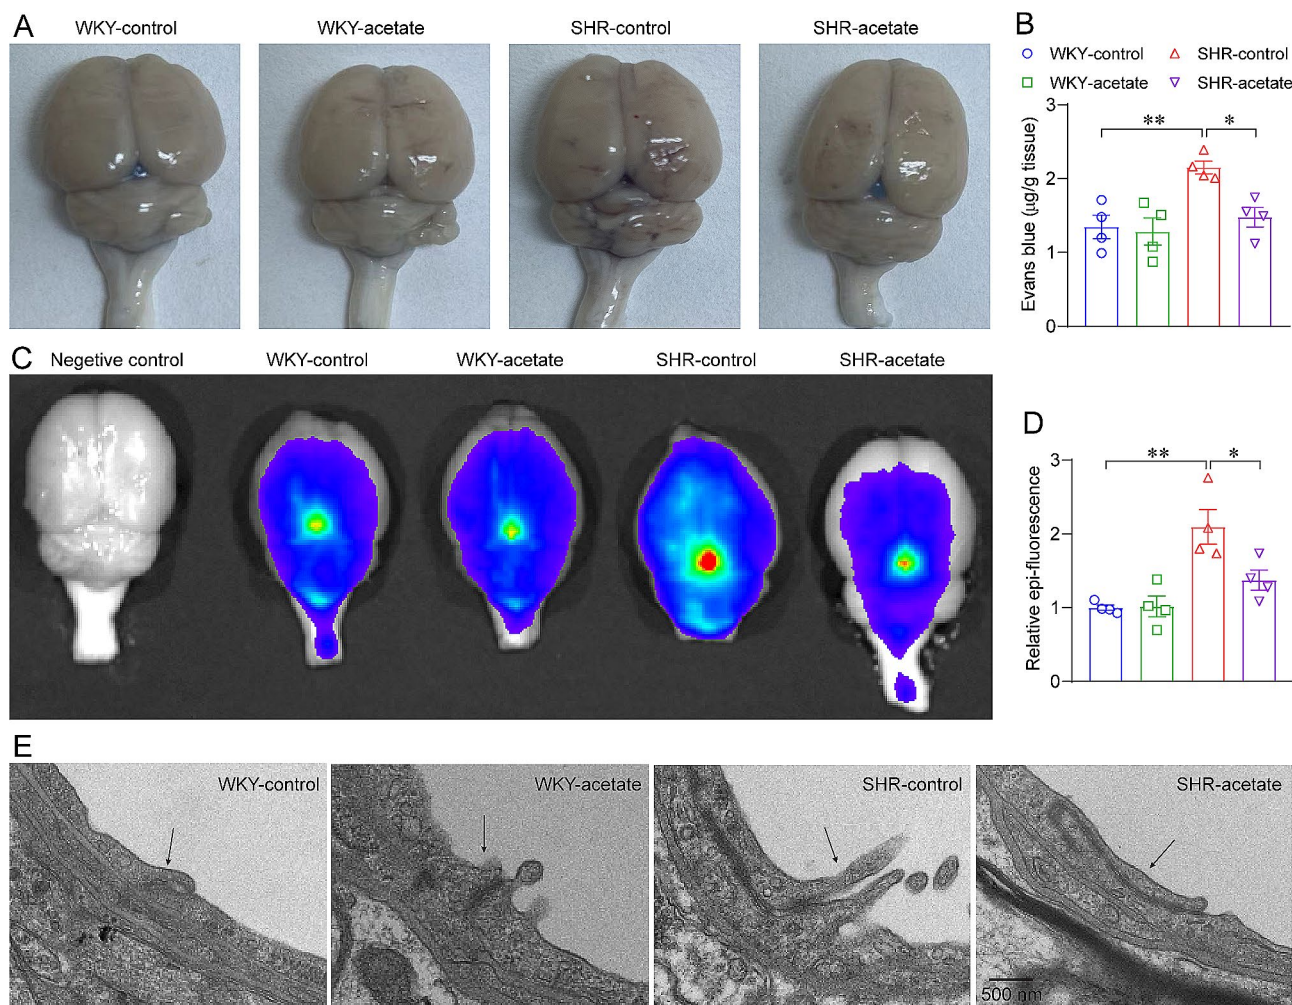 A
WKY-control WKY-acetate SHR-control SHR-acetate
B
WKY-control SHR-control
WKY-acetate SHR-acetate
Evans blue (μg/g tissue)
3
2
1
0
** *
C
Negetive control WKY-control WKY-acetate SHR-control SHR-acetate
D
Relative epi-fluorescence
3
2
1
0
** *
E
WKY-control WKY-acetate SHR-control SHR-acetate
500 nm